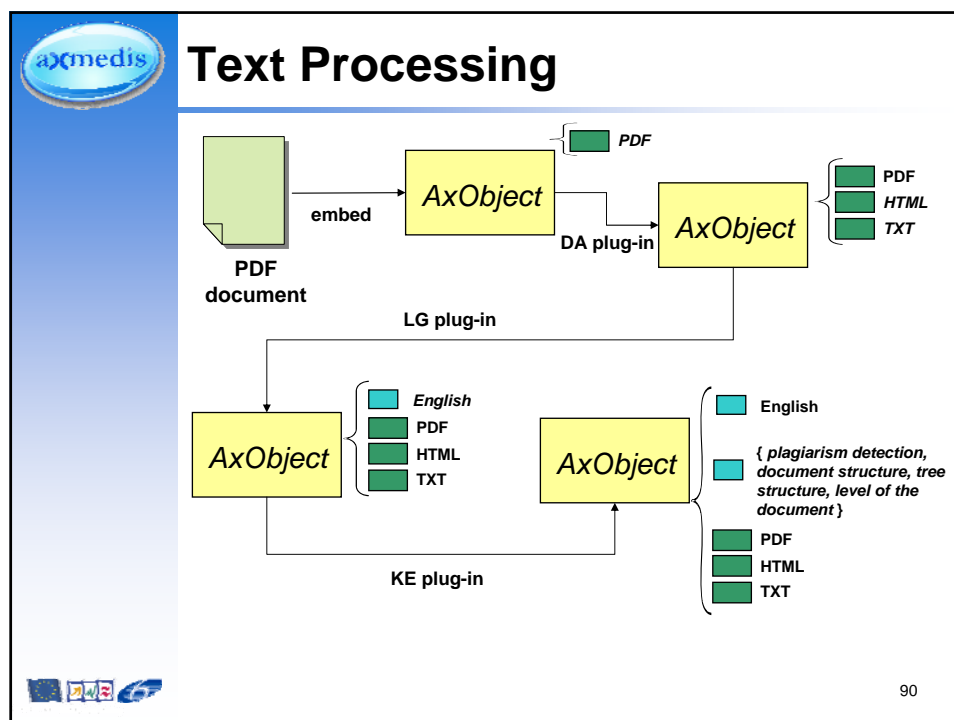 axmedis
Text Processing
PDF
AxObject
embed
PDF
document
DA plug-in
AxObject
PDF
HTML
TXT
LG plug-in
AxObject
English
PDF
HTML
TXT
KE plug-in
AxObject
English
{ plagiarism detection,
document structure, tree
structure, level of the
document }
PDF
HTML
TXT
90